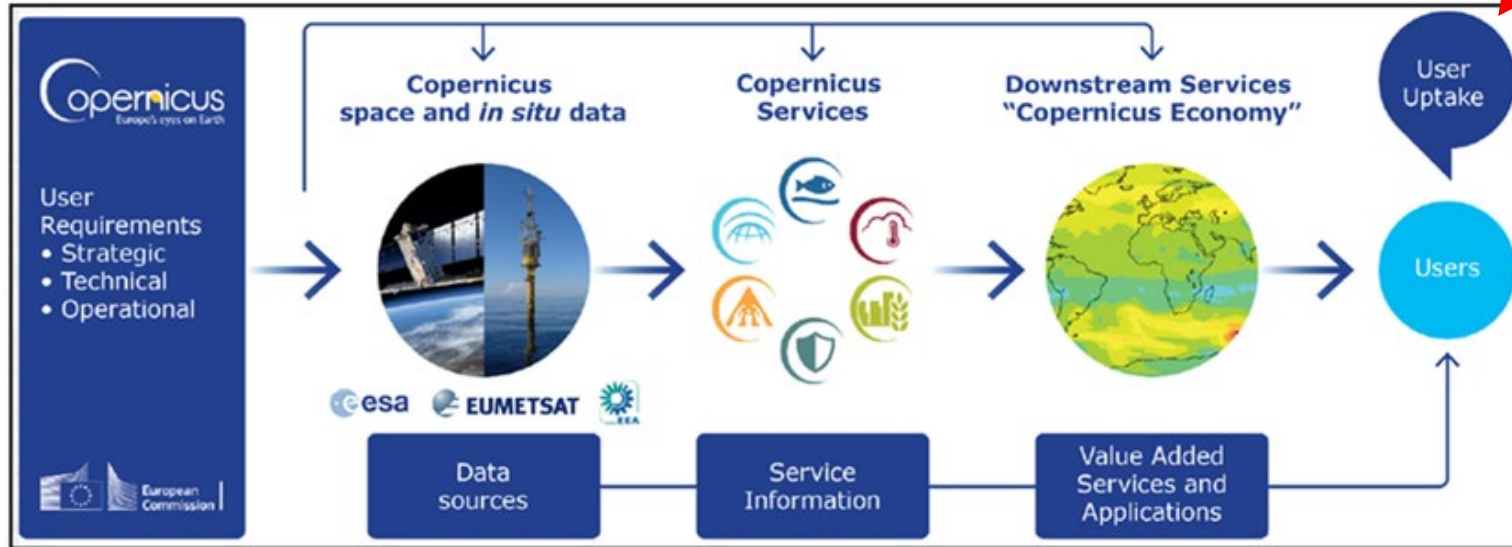 Copernicus
Europe's eyes on Earth
User
Requirements
• Strategic
• Technical
• Operational
European
Commission
Copernicus
space and in situ data
esa
EUMETSAT
EEA
Data
sources
Copernicus
Services
Service
Information
Downstream Services
“Copernicus Economy”
Value Added
Services and
Applications
User
Uptake
Users